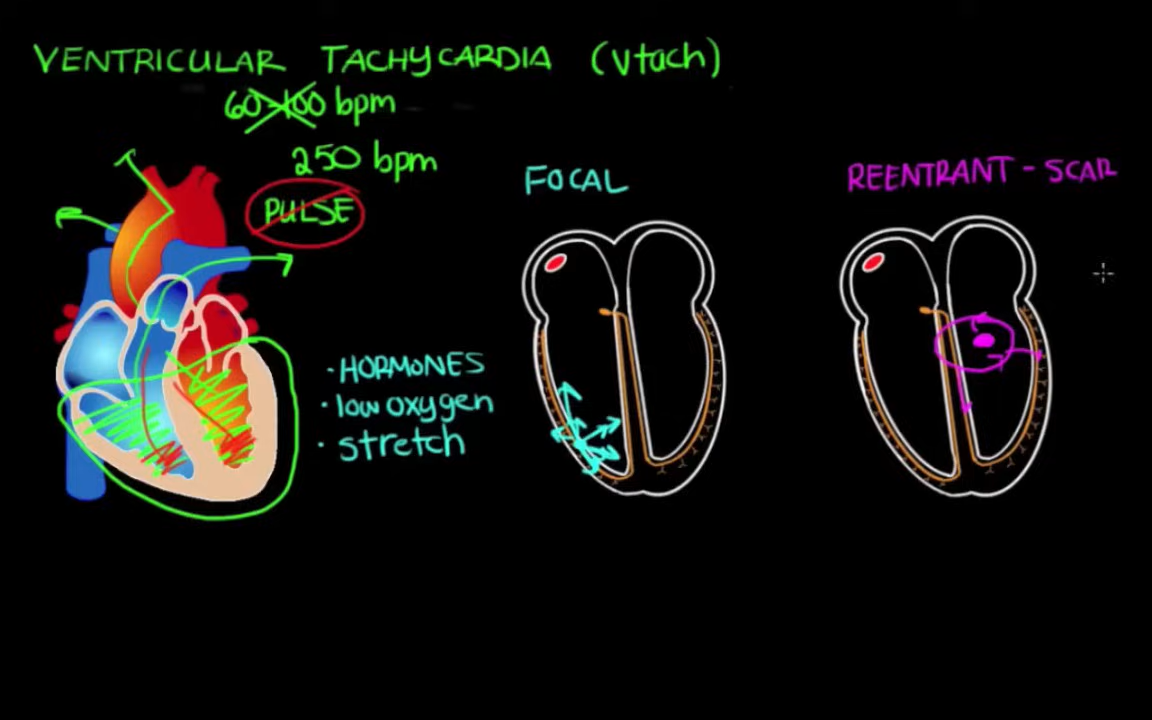 VENTRICULAR TACHYCARDIA (Vtach)
60-100 bpm
250 bpm
PULSE
FOCAL
REENTRANT - SCAR
· HORMONES
· low oxygen
· stretch